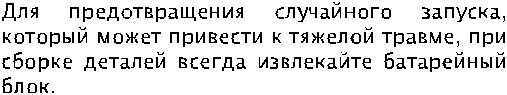 Для предотвращения случайного запуска,
который может привести к тяжелой травме, при
сборке деталей всегда извлекайте батарейный
блок.